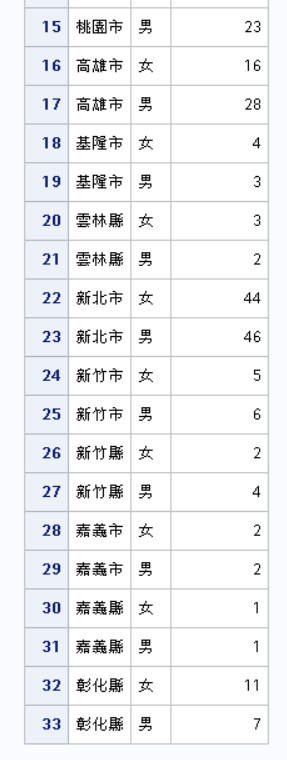 15 桃園市 男 23
16 高雄市 女 16
17 高雄市 男 28
18 基隆市 女 4
19 基隆市 男 3
20 雲林縣 女 3
21 雲林縣 男 2
22 新北市 女 44
23 新北市 男 46
24 新竹市 女 5
25 新竹市 男 6
26 新竹縣 女 2
27 新竹縣 男 4
28 嘉義市 女 2
29 嘉義市 男 2
30 嘉義縣 女 1
31 嘉義縣 男 1
32 彰化縣 女 11
33 彰化縣 男 7